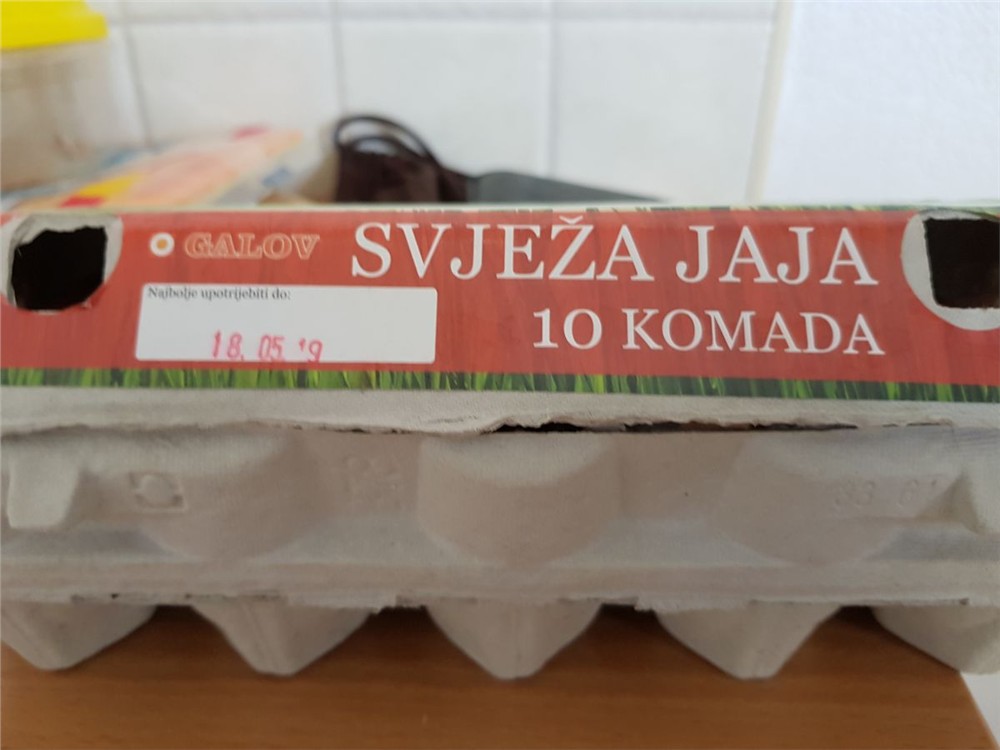 GALOV
SVJEŽA JAJA
Najbolje upotrijebiti do:
18. 05. 19
10 KOMADA